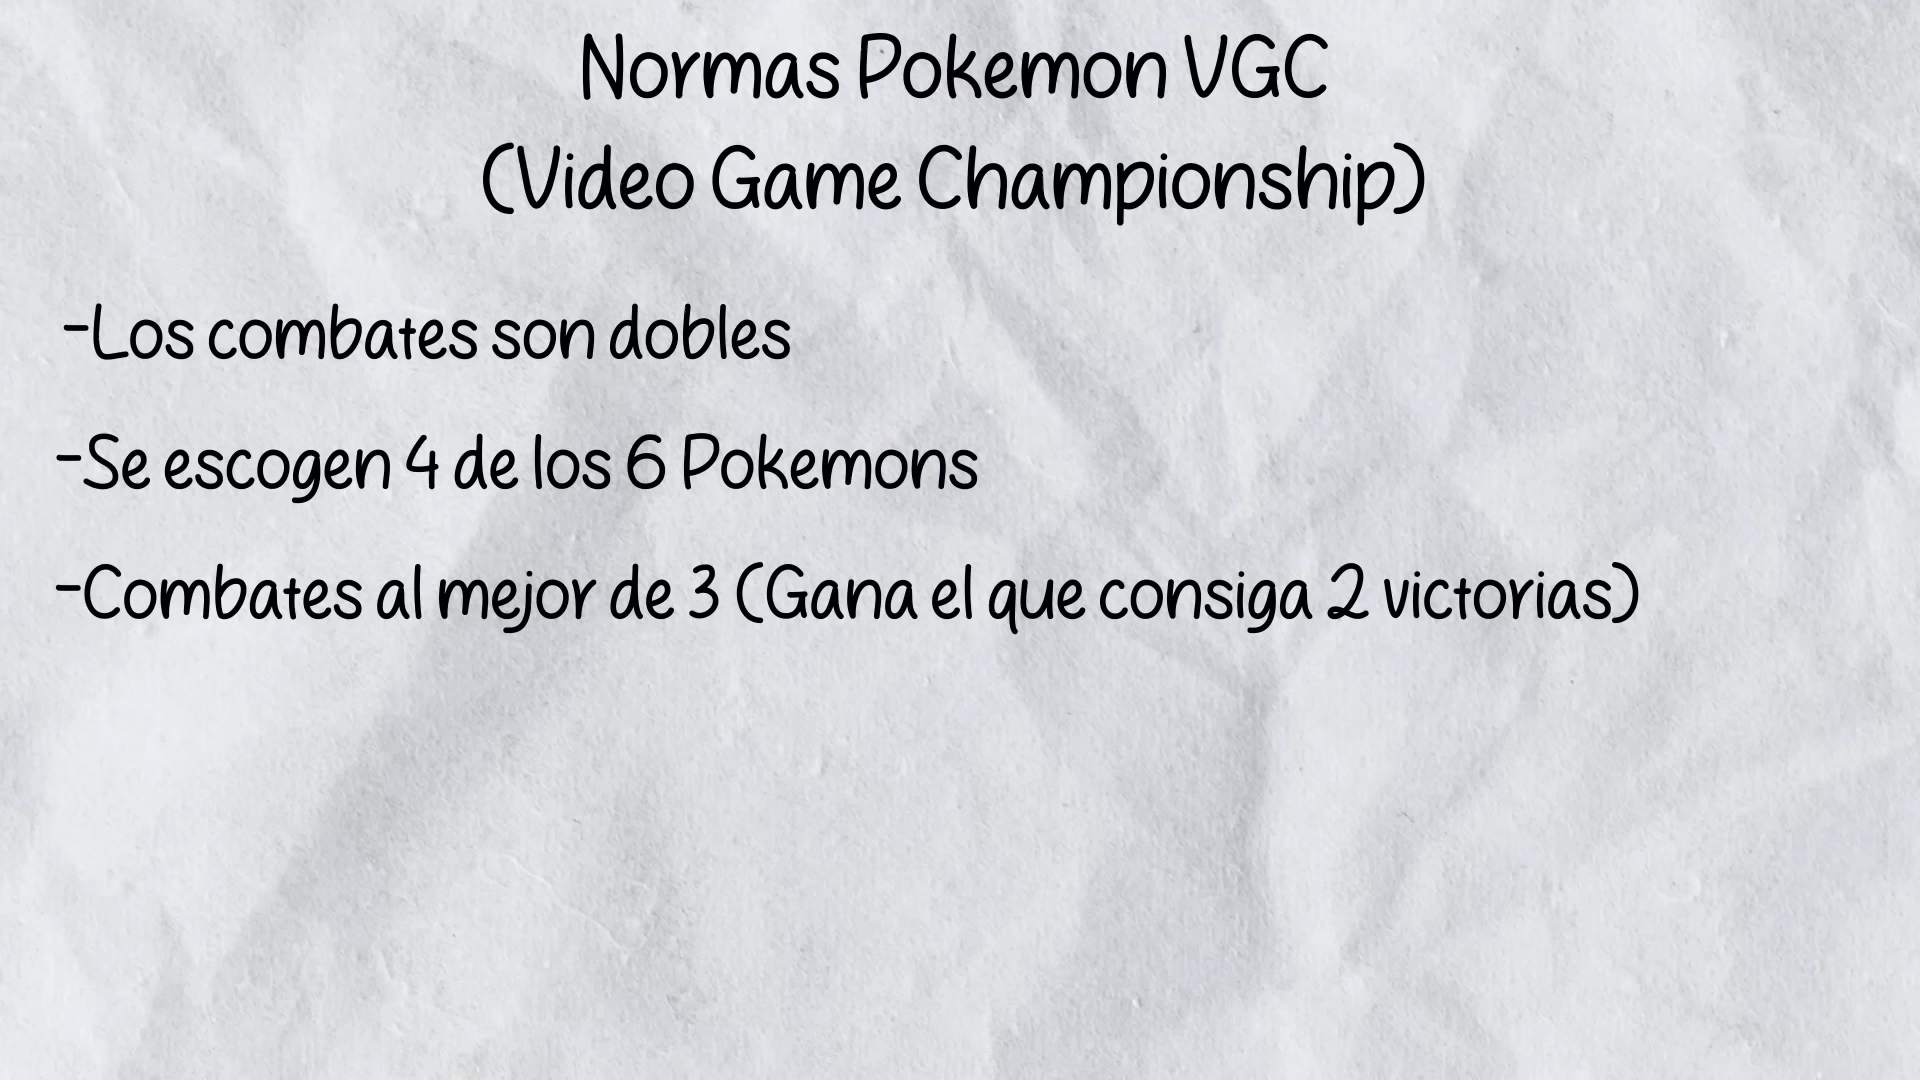 Normas Pokemon VGC
(Video Game Championship)
-Los combates son dobles
-Se escogen 4 de los 6 Pokemons
-Combates al mejor de 3 (Gana el que consiga 2 victorias)